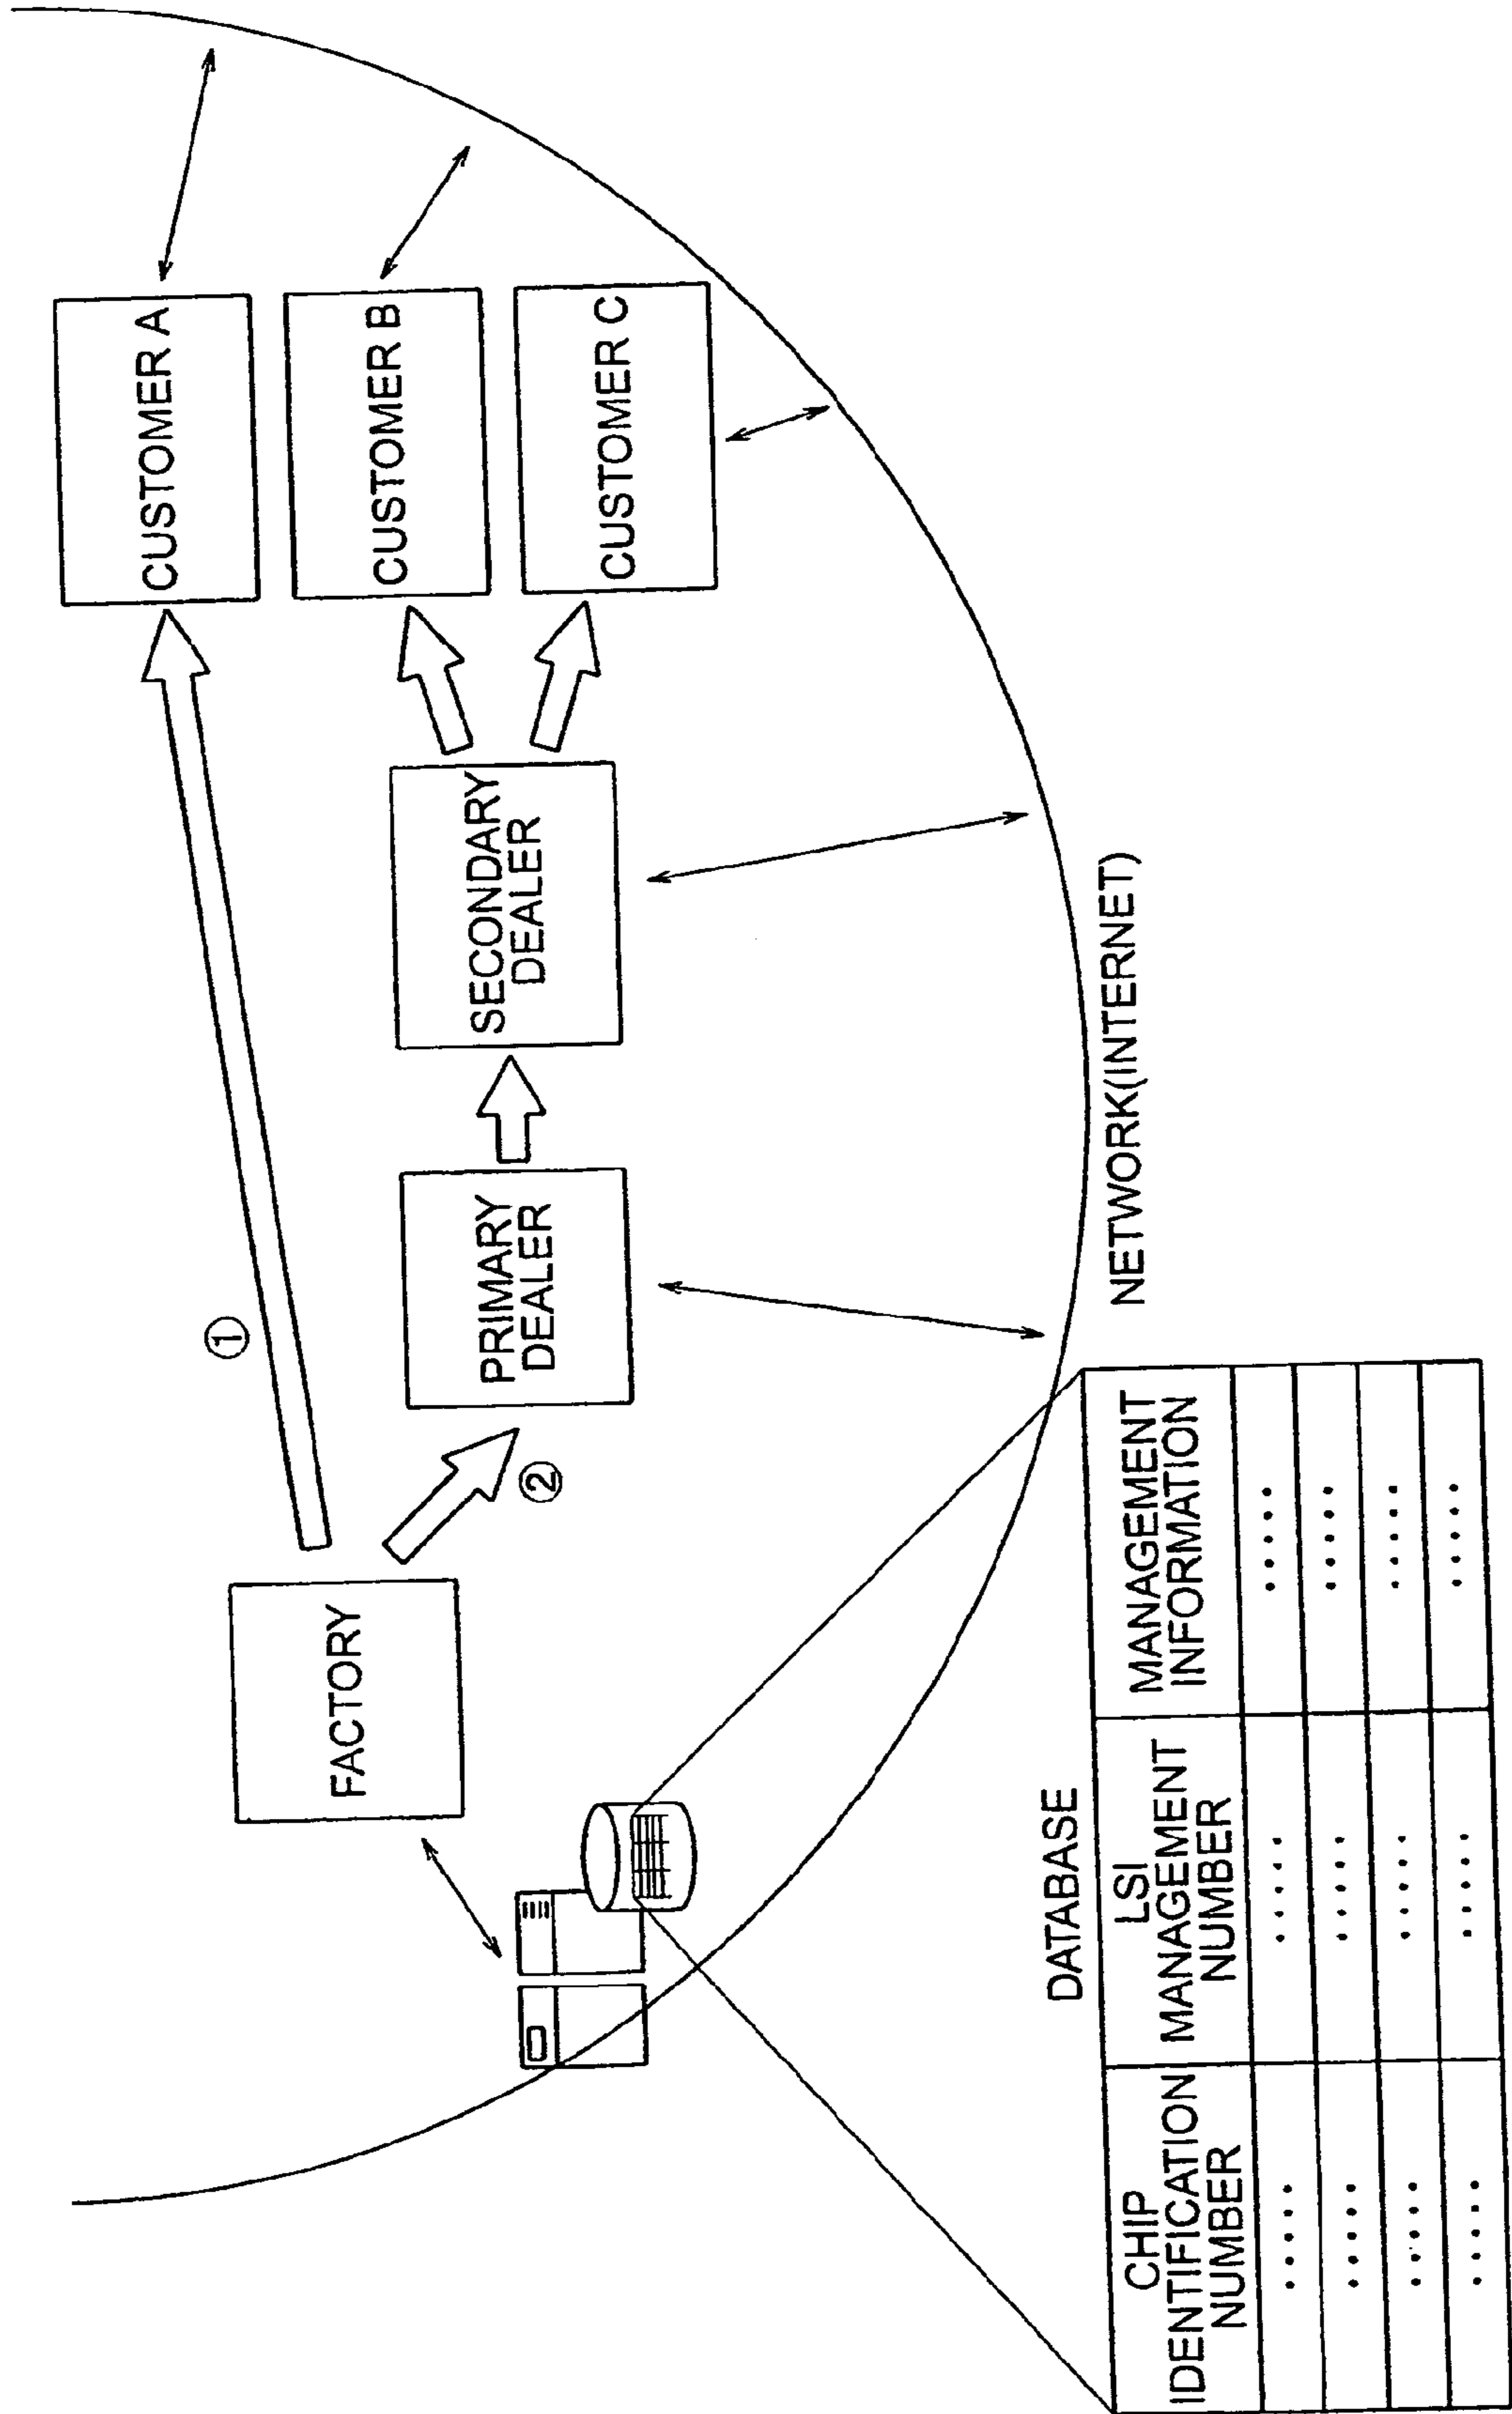 ①
CUSTOMER A
FACTORY
②
PRIMARY
DEALER
SECONDARY
DEALER
CUSTOMER B
CUSTOMER C
NETWORK(INTERNET)
DATABASE
CHIP
IDENTIFICATION
NUMBER
LSI
MANAGEMENT
NUMBER
MANAGEMENT
INFORMATION
..... ..... .....
..... ..... .....
..... ..... .....
..... ..... .....